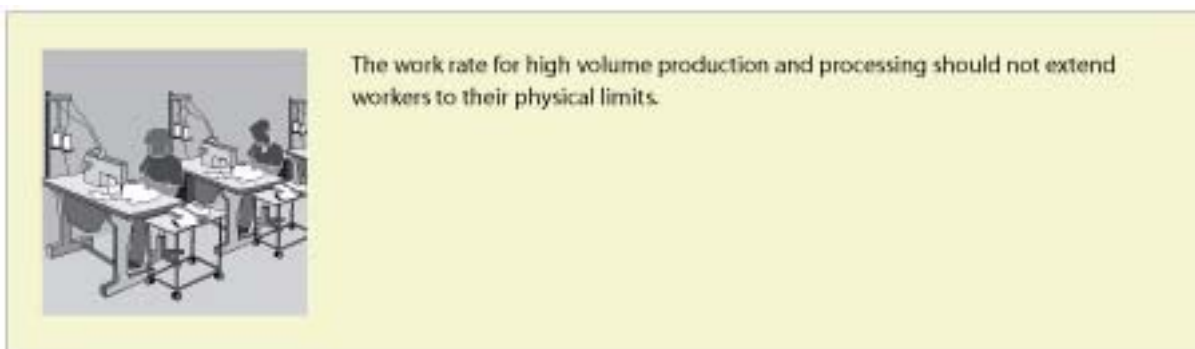 The work rate for high volume production and processing should not extend
workers to their physical limits.